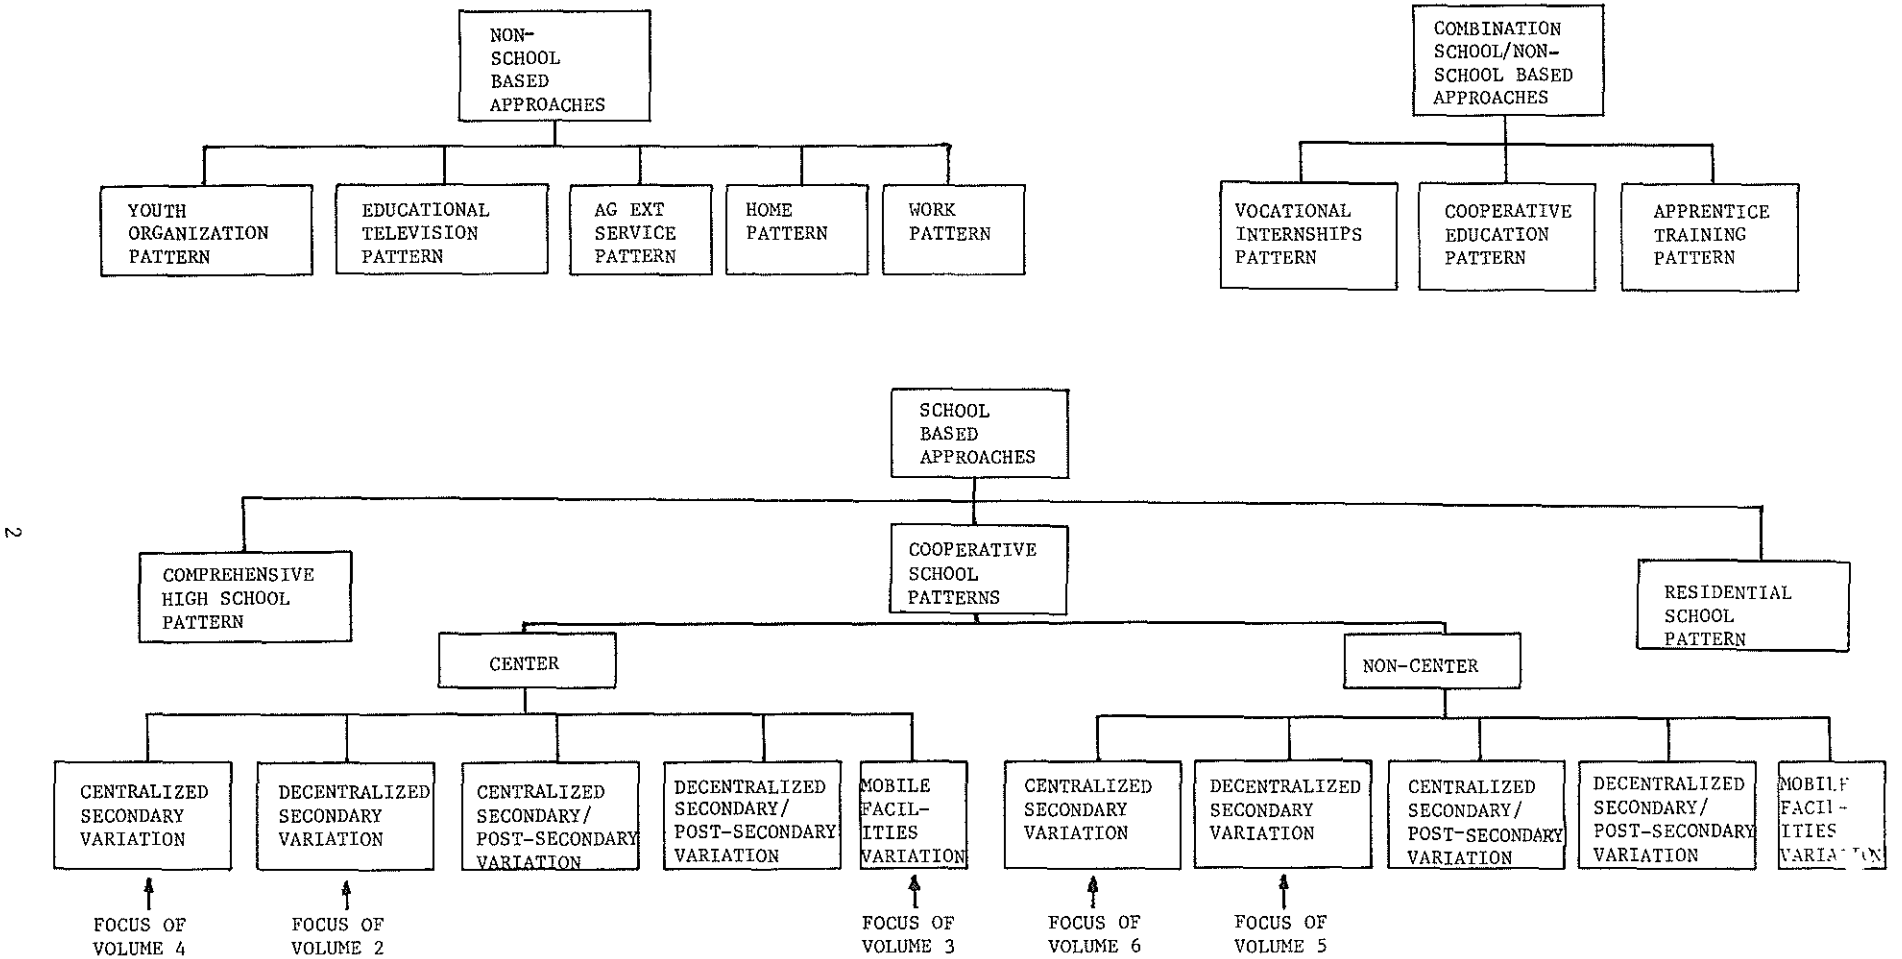 NON-
SCHOOL
BASED
APPROACHES
COMBINATION
SCHOOL/NON-
SCHOOL BASED
APPROACHES
YOUTH
ORGANIZATION
PATTERN
EDUCATIONAL
TELEVISION
PATTERN
AG EXT
SERVICE
PATTERN
HOME
PATTERN
WORK
PATTERN
VOCATIONAL
INTERNSHIPS
PATTERN
COOPERATIVE
EDUCATION
PATTERN
APPRENTICE
TRAINING
PATTERN
SCHOOL
BASED
APPROACHES
2
COMPREHENSIVE
HIGH SCHOOL
PATTERN
COOPERATIVE
SCHOOL
PATTERNS
RESIDENTIAL
SCHOOL
PATTERN
CENTER
NON-CENTER
CENTRALIZED
SECONDARY
VARIATION
DECENTRALIZED
SECONDARY
VARIATION
CENTRALIZED
SECONDARY/
POST-SECONDARY
VARIATION
DECENTRALIZED
SECONDARY/
POST-SECONDARY
VARIATION
MOBILE
FACIL-
ITIES
VARIATION
CENTRALIZED
SECONDARY
VARIATION
DECENTRALIZED
SECONDARY
VARIATION
CENTRALIZED
SECONDARY/
POST-SECONDARY
VARIATION
DECENTRALIZED
SECONDARY/
POST-SECONDARY
VARIATION
MOBILE
FACIL-
ITIES
VARIATION
FOCUS OF
VOLUME 4
FOCUS OF
VOLUME 2
FOCUS OF
VOLUME 3
FOCUS OF
VOLUME 6
FOCUS OF
VOLUME 5